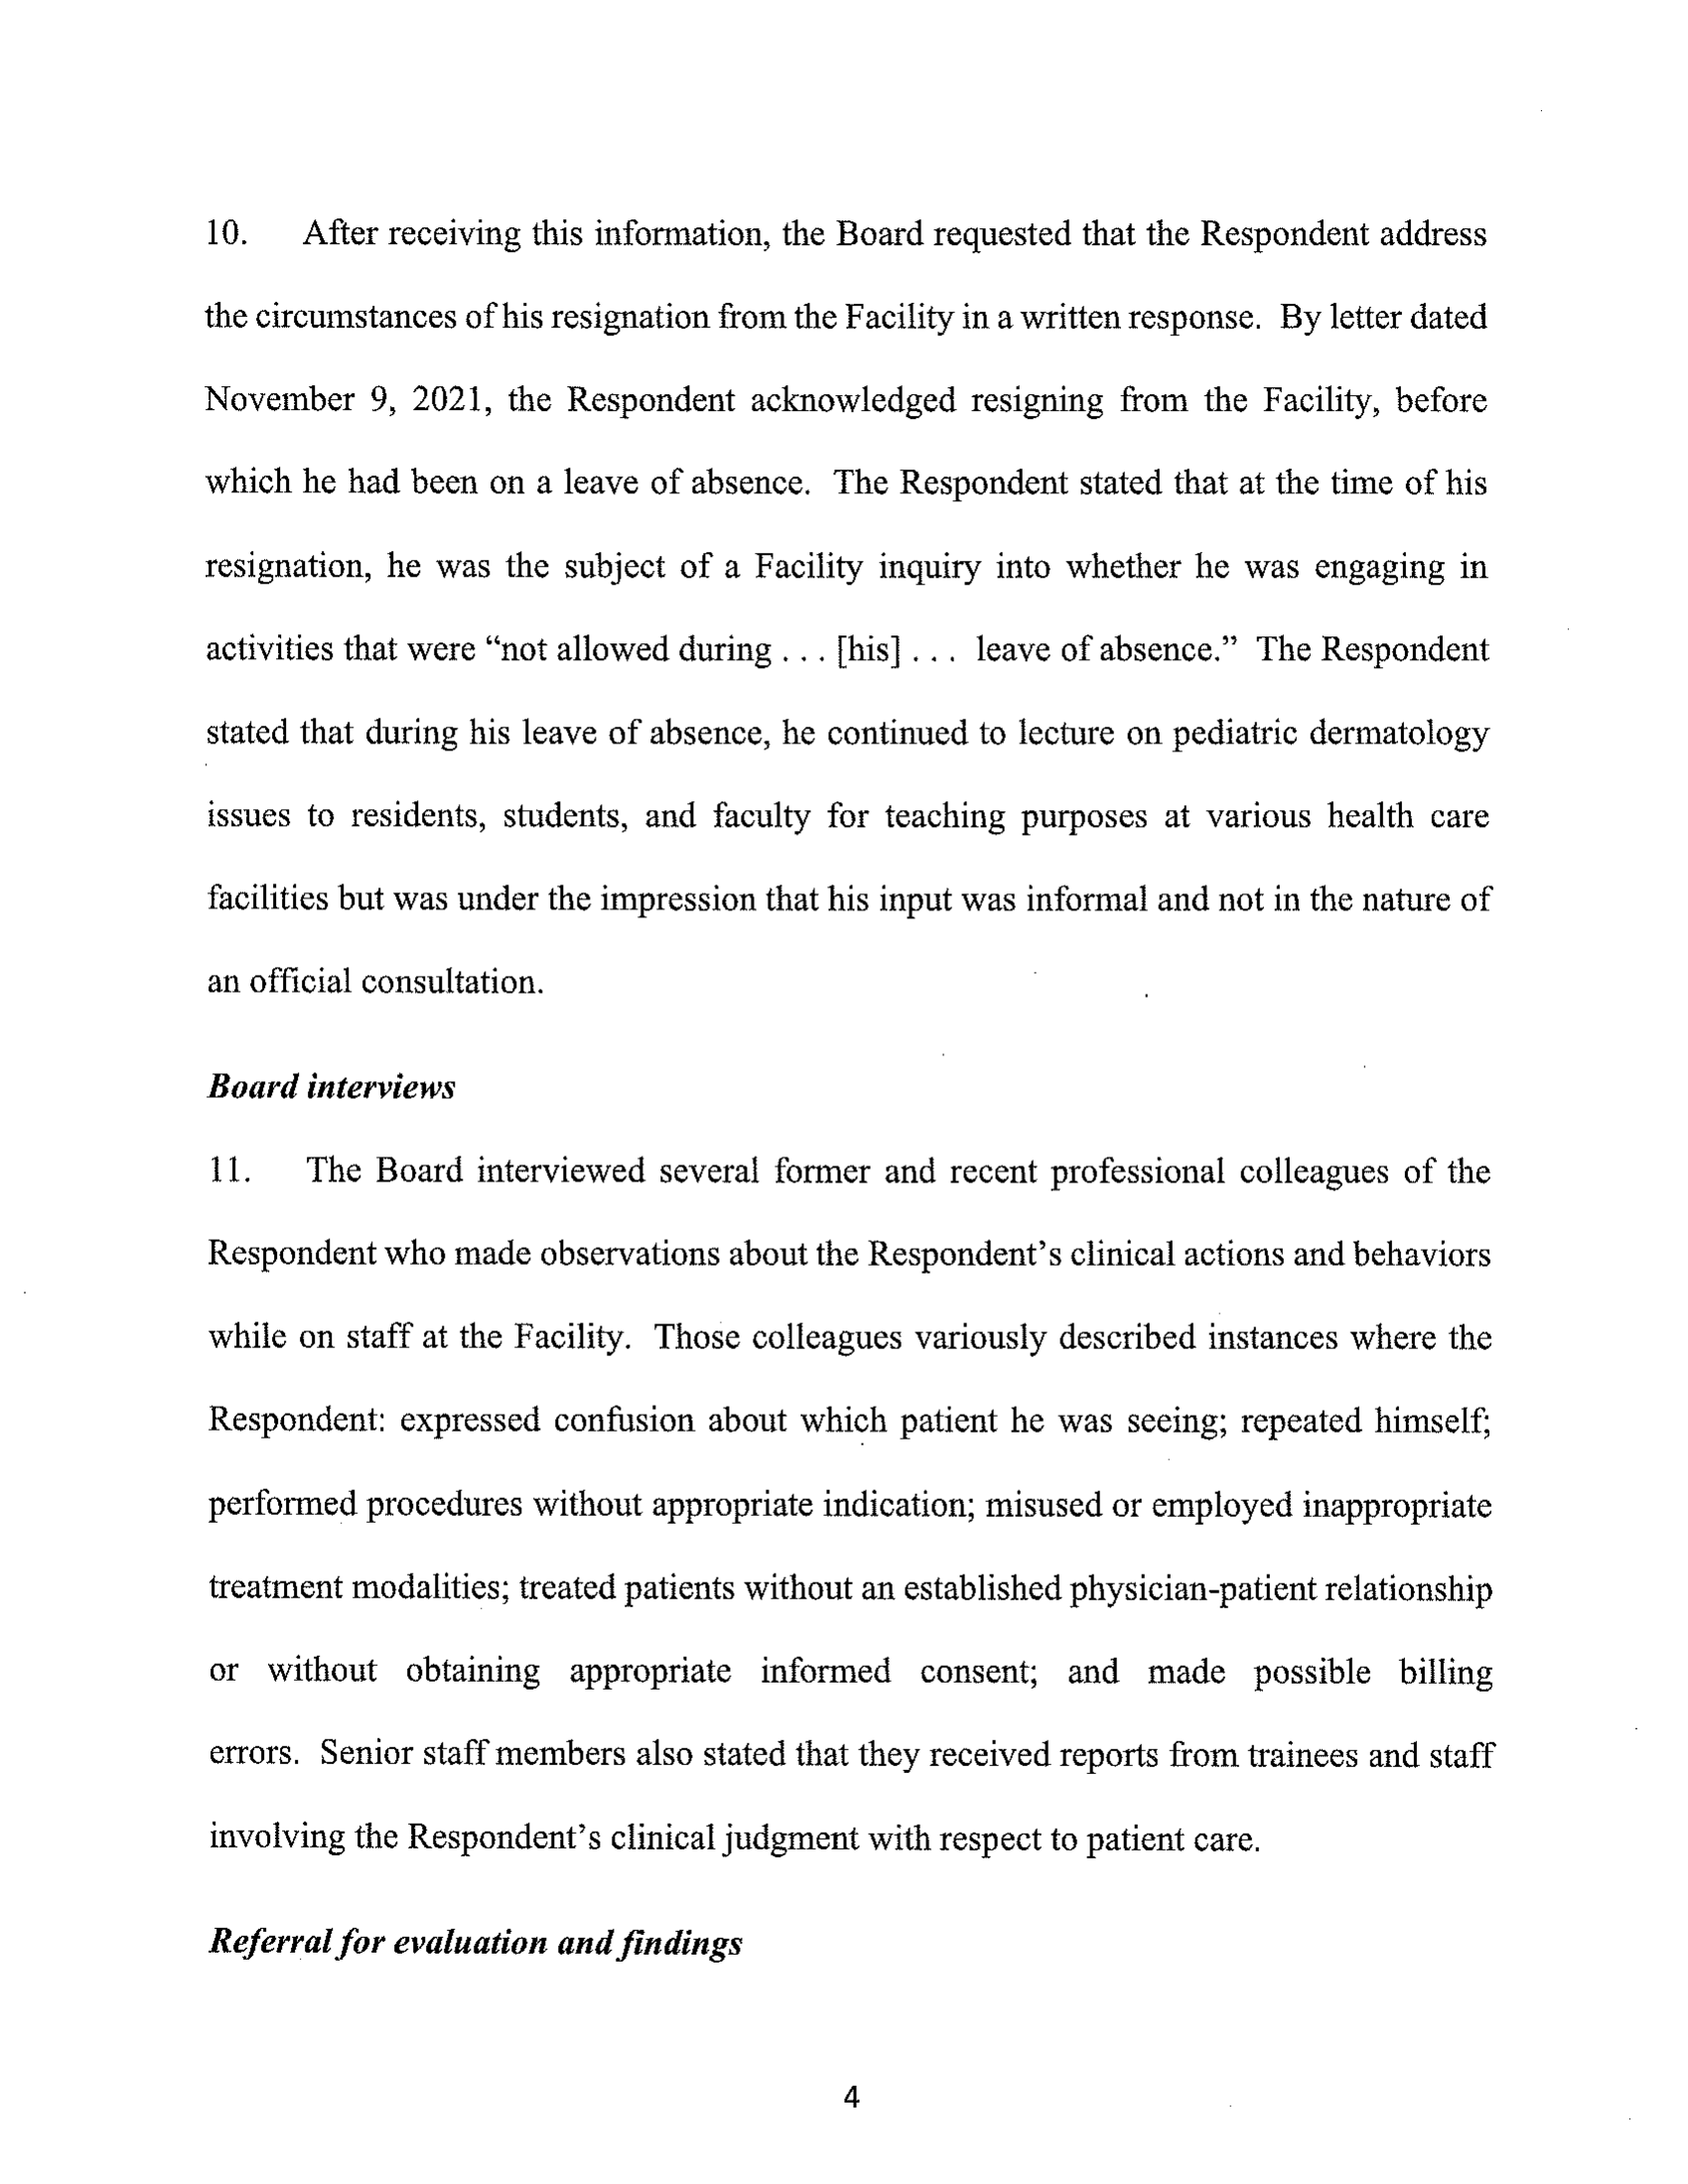 10. After receiving this information, the Board requested that the Respondent address
the circumstances of his resignation from the Facility in a written response. By letter dated
November 9, 2021, the Respondent acknowledged resigning from the Facility, before
which he had been on a leave of absence. The Respondent stated that at the time of his
resignation, he was the subject of a Facility inquiry into whether he was engaging in
activities that were “not allowed during . . . [his] . . . leave of absence.” The Respondent
stated that during his leave of absence, he continued to lecture on pediatric dermatology
issues to residents, students, and faculty for teaching purposes at various health care
facilities but was under the impression that his input was informal and not in the nature of
an official consultation.
Board interviews
11. The Board interviewed several former and recent professional colleagues of the
Respondent who made observations about the Respondent’s clinical actions and behaviors
while on staff at the Facility. Those colleagues variously described instances where the
Respondent: expressed confusion about which patient he was seeing; repeated himself;
performed procedures without appropriate indication; misused or employed inappropriate
treatment modalities; treated patients without an established physician-patient relationship
or without obtaining appropriate informed consent; and made possible billing
errors. Senior staff members also stated that they received reports from trainees and staff
involving the Respondent’s clinical judgment with respect to patient care.
Referral for evaluation and findings
4